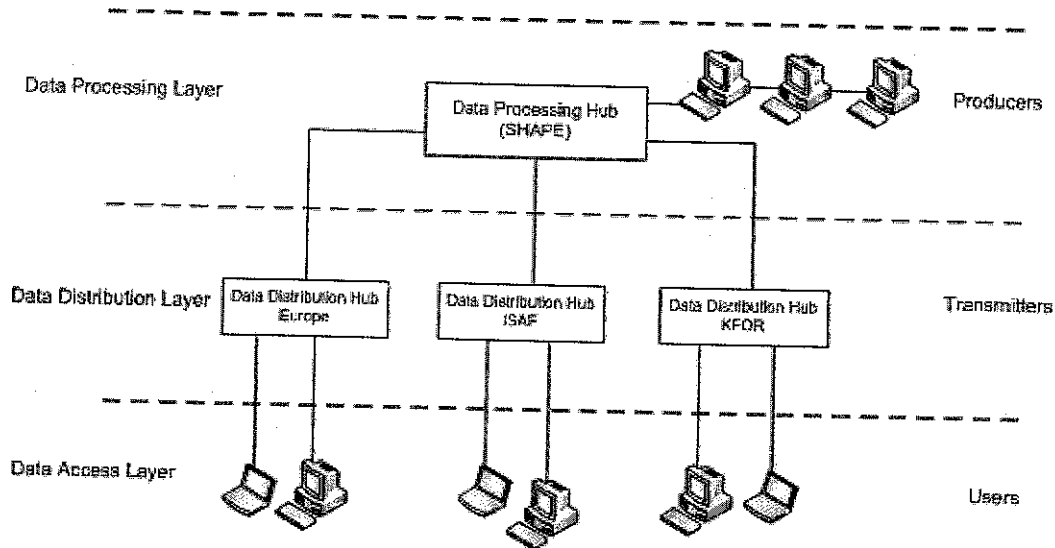 Data Processing Layer
Data Processing Hub
(SHAPE)
Producers
Data Distribution Layer
Data Distribution Hub
Europe
Data Distribution Hub
ISAF
Data Distribution Hub
KFOR
Transmitters
Data Access Layer
Users